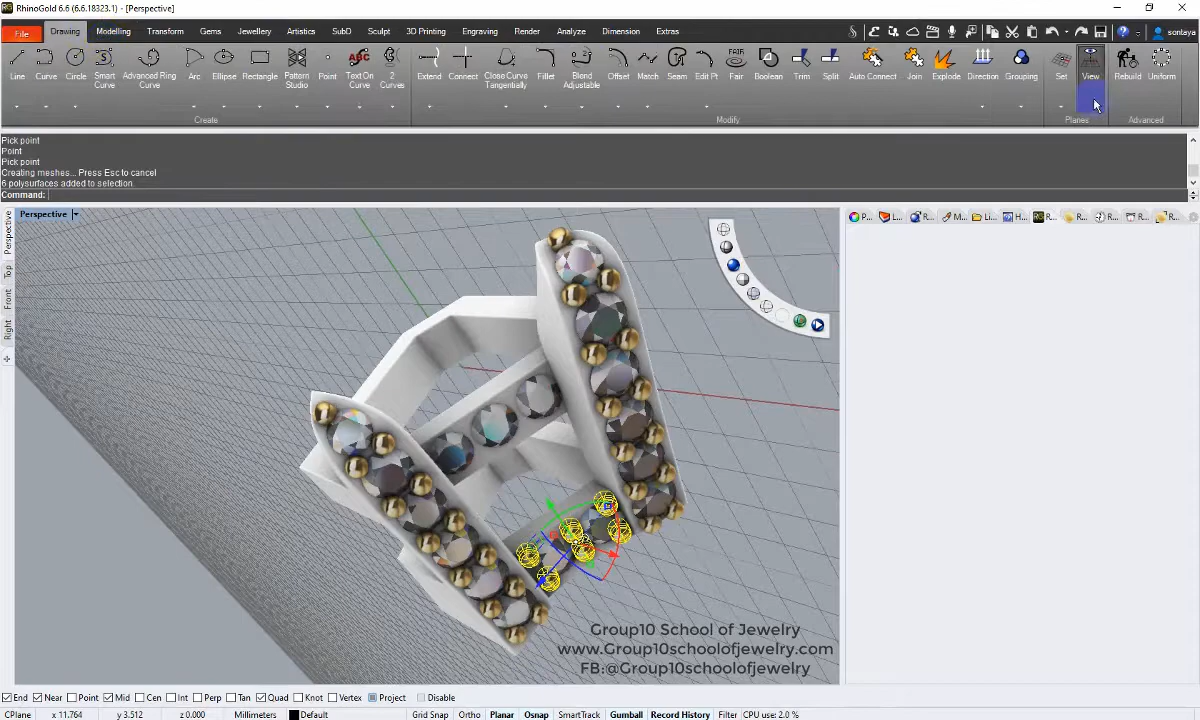 RhinoGold 6.6 (6.6.18323.1) - [Perspective]
File Drawing Modelling Transform Gems Jewellery Artistics SubD Sculpt 3D Printing Engraving Render Analyze Dimension Extras sontaya
Line Curve Circle Smart Curve Advanced Ring Curve Arc Ellipse Rectangle Pattern Studio Point Text On Curve 2 Curves Extend Connect Close Curve Tangentially Fillet Blend Adjustable Offset Match Seam Edit Pt Fair Boolean Trim Split Auto Connect Join Explode Direction Grouping Set View Rebuild Uniform
Create Modify Planes Advanced
Pick point
Point
Pick point
Creating meshes... Press Esc to cancel
6 polysurfaces added to selection.
Command:
Perspective
P... L... R... M... Li... H... R... R... R... R... R...
Perspective
Top
Front
Right
Group10 School of Jewelry
www.Group10schoolofjewelry.com
FB:@Group10schoolofjewelry
End Near Point Mid Cen Int Perp Tan Quad Knot Vertex Project Disable
CPlane x 11.764 y 3.512 z 0.000 Millimeters Default Grid Snap Ortho Planar Osnap SmartTrack Gumball Record History Filter CPU use: 2.0 %